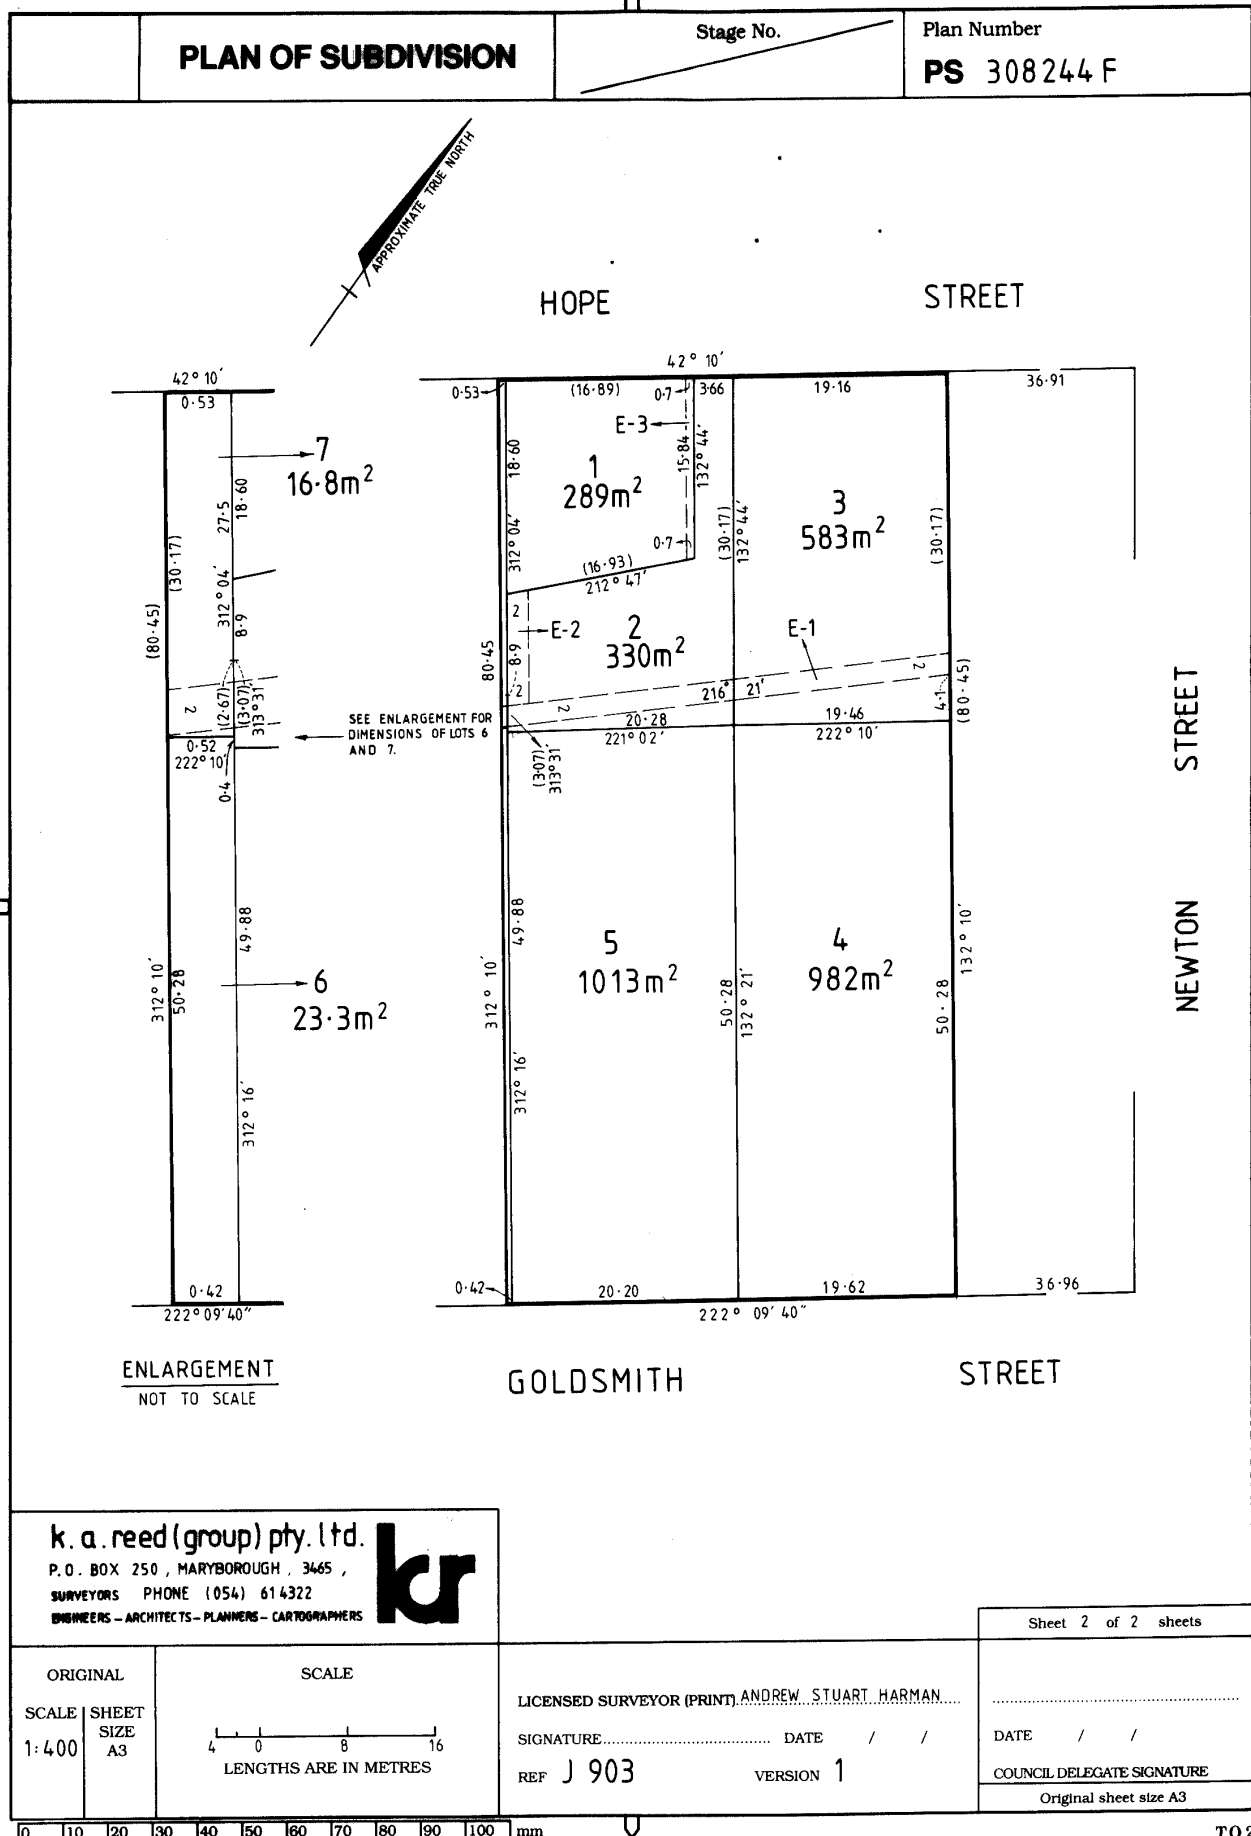 PLAN OF SUBDIVISION
Stage No.
Plan Number
PS 308244F
APPROXIMATE TRUE NORTH
HOPE STREET
42° 10′
0·53
7
16·8m²
18·60
27·5
(30·17)
312° 04′
8·9
(80·45)
2
(2·67)
(3·07)
313°31′
0·52
222° 10′
0·4
SEE ENLARGEMENT FOR
DIMENSIONS OF LOTS 6
AND 7.
49·88
312° 10′
50·28
6
23·3m²
312° 16′
0·42
222° 09′ 40″
ENLARGEMENT
NOT TO SCALE
42° 10′
0·53
(16·89)
0·7
3·66
19·16
36·91
E-3
18·60
1
289m²
15·84
132° 44′
312° 04′
0·7
(16·93)
212° 47′
(30·17)
132° 44′
3
583m²
(30·17)
2
E-2
2
330m²
E-1
8·9
2
80·45
216° 21′
2
2
4·1
(80·45)
20·28
19·46
221° 02′
222° 10′
(3·07)
313°31′
49·88
5
1013m²
4
982m²
312° 10′
50·28
132° 21′
50·28
132° 10′
312° 16′
NEWTON STREET
0·42
20·20
19·62
36·96
222° 09′ 40″
GOLDSMITH STREET
k.a.reed(group) pty.ltd.
P.O. BOX 250, MARYBOROUGH, 3465,
SURVEYORS PHONE (054) 614322
ENGINEERS – ARCHITECTS – PLANNERS – CARTOGRAPHERS
kr
Sheet 2 of 2 sheets
ORIGINAL
SCALE
SHEET
SIZE
1:400
A3
SCALE
4 0 8 16
LENGTHS ARE IN METRES
LICENSED SURVEYOR (PRINT) ANDREW STUART HARMAN
SIGNATURE DATE / /
REF J 903 VERSION 1
DATE / /
COUNCIL DELEGATE SIGNATURE
Original sheet size A3
0 10 20 30 40 50 60 70 80 90 100 mm